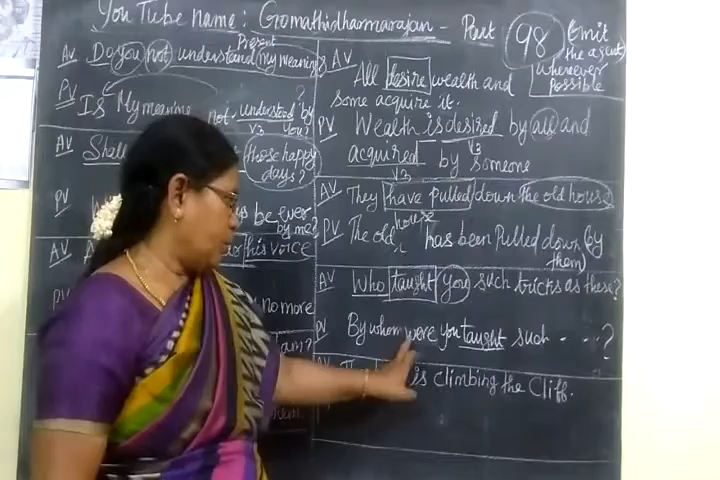 You Tube Name: Gomathidharmarajan - Part 98
Omit
(the agent)
wherever
possible
AV Do you not understand my meaning
Present
?
PV Is My meaning not understood by
V3 you?
AV Shall those happy
days?
PV be ever
by me?
AV his voice
PV no more
am?
AV All desire wealth and
some acquire it.
PV Wealth is desired by all and
V3
acquired by someone
V3
AV They have pulled down the old house
PV The old house has been pulled down (by
them)
AV Who taught you such tricks as these?
PV By whom were you taught such - - - ?
AV is climbing the cliff.